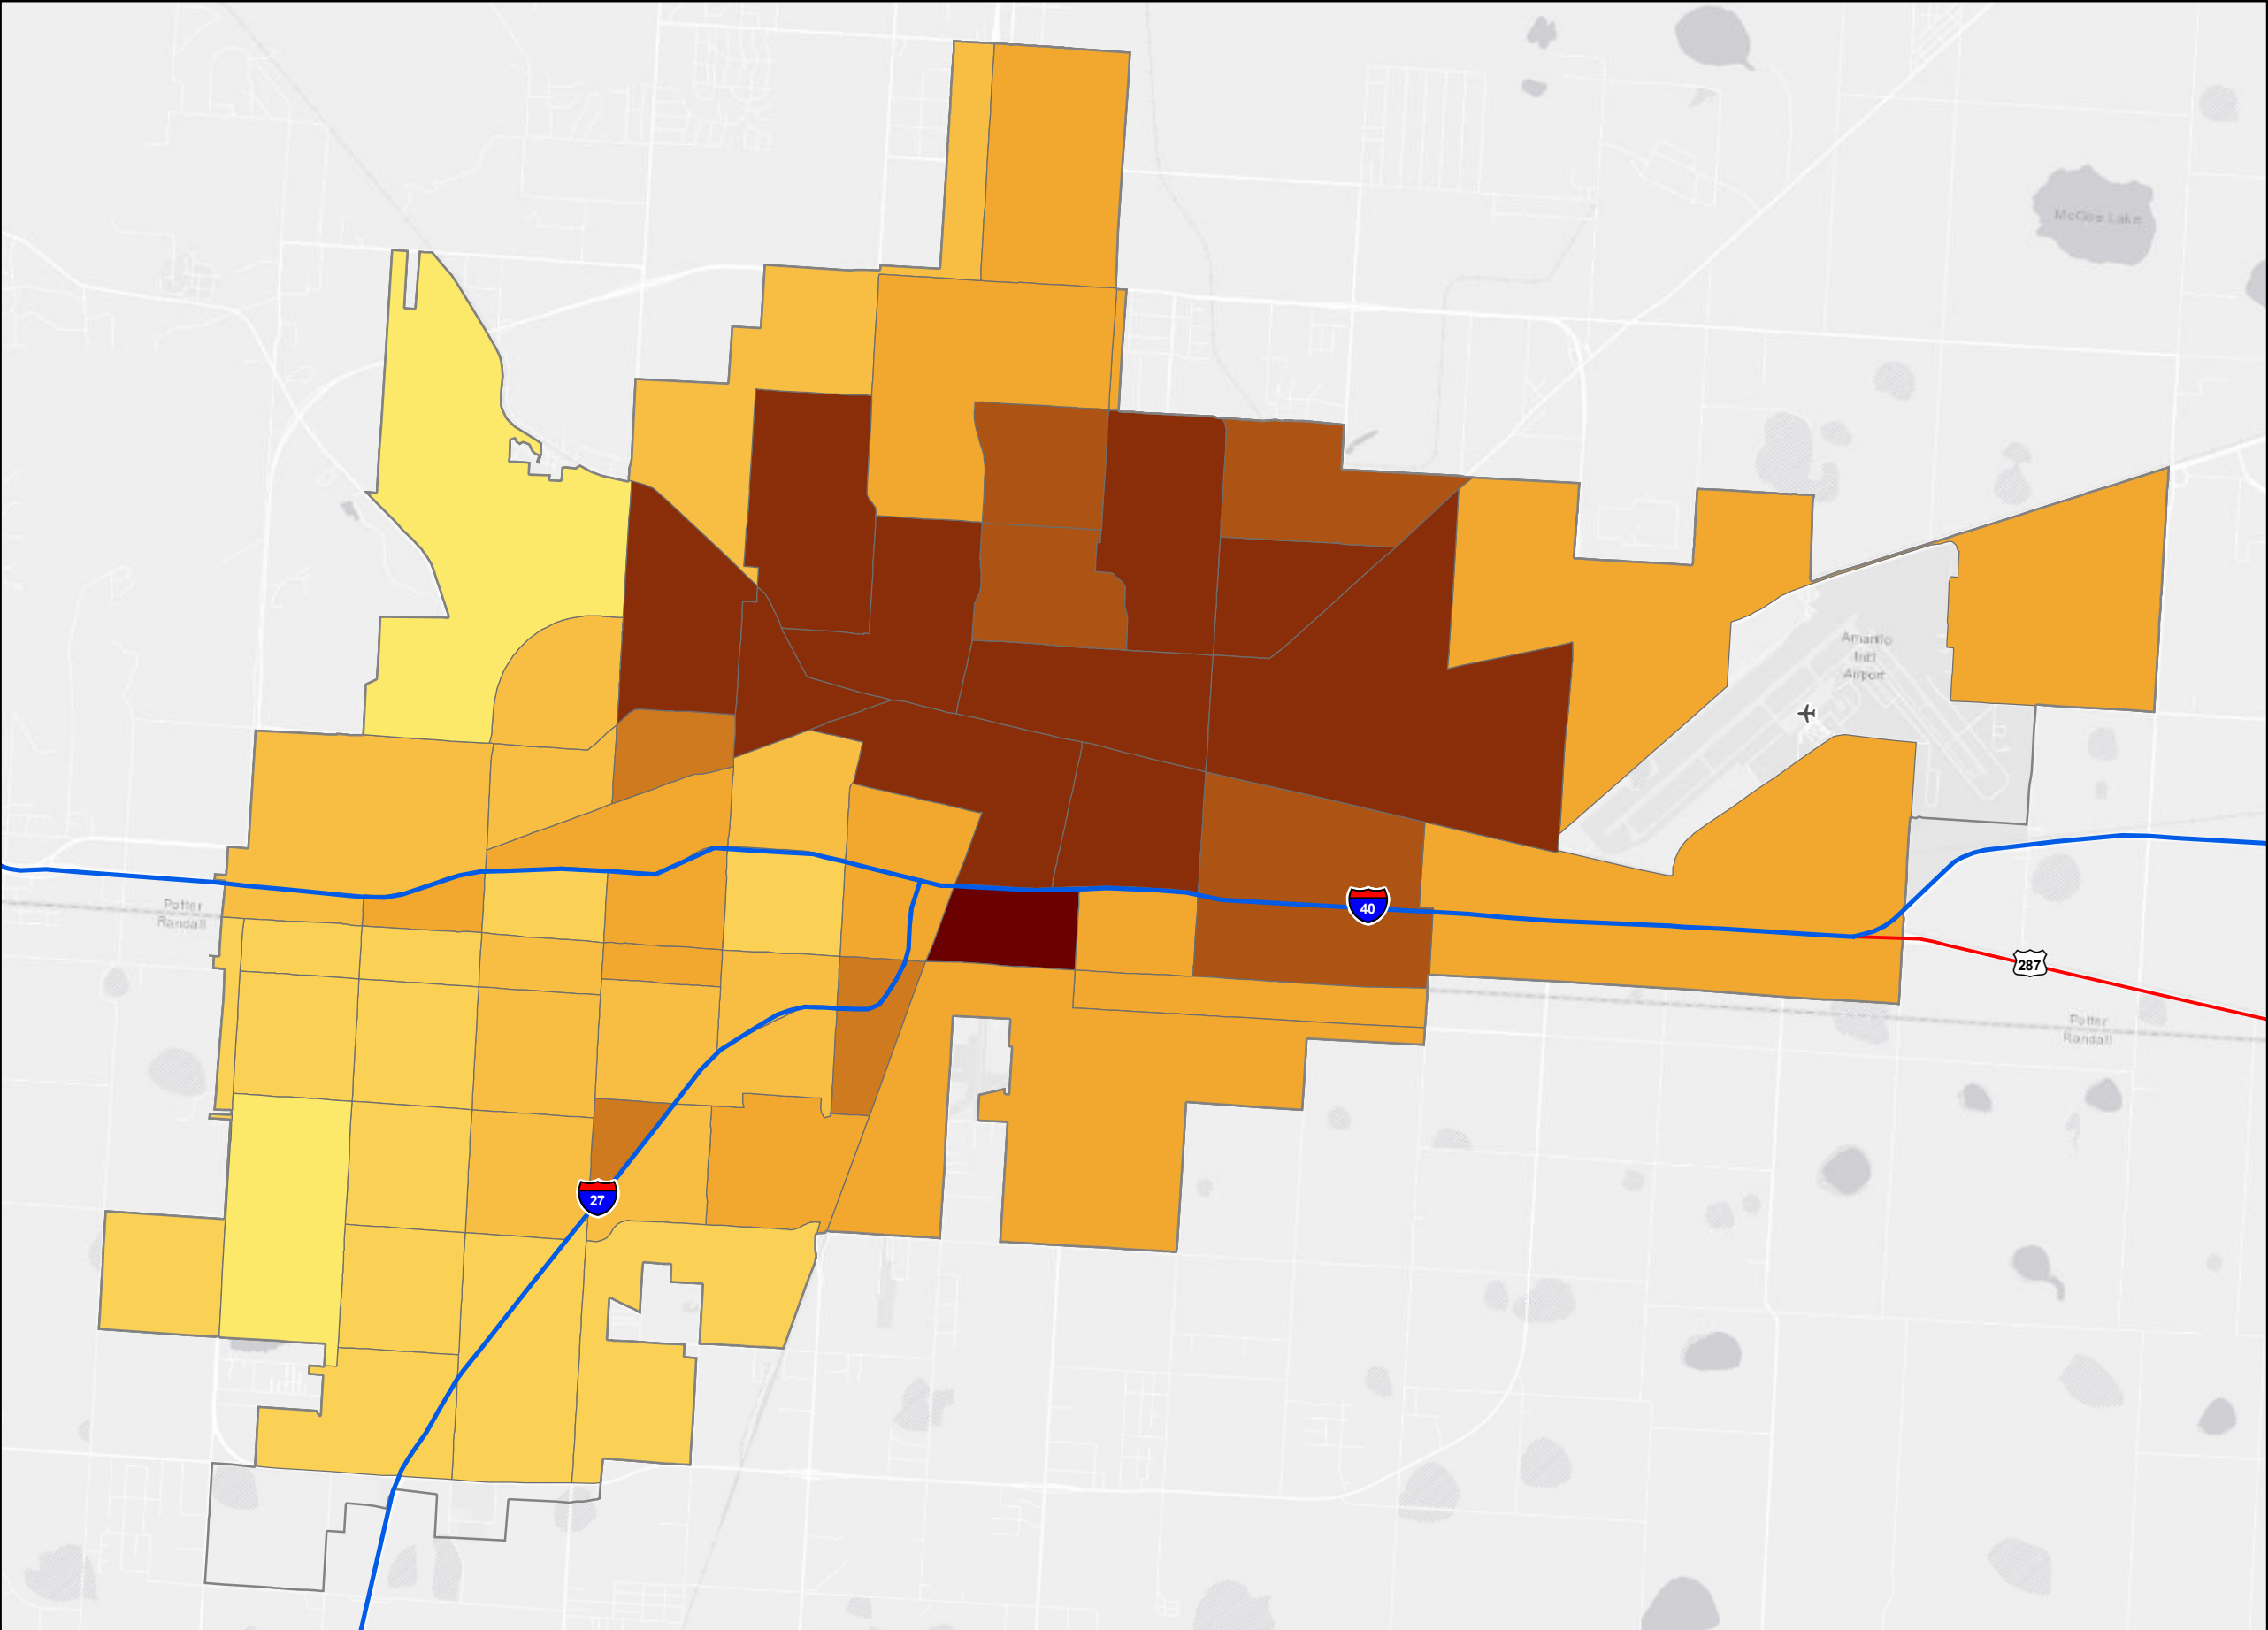 McGee Lake
Amarillo
Intl
Airport
Potter
Randall
40
287
Potter
Randall
27